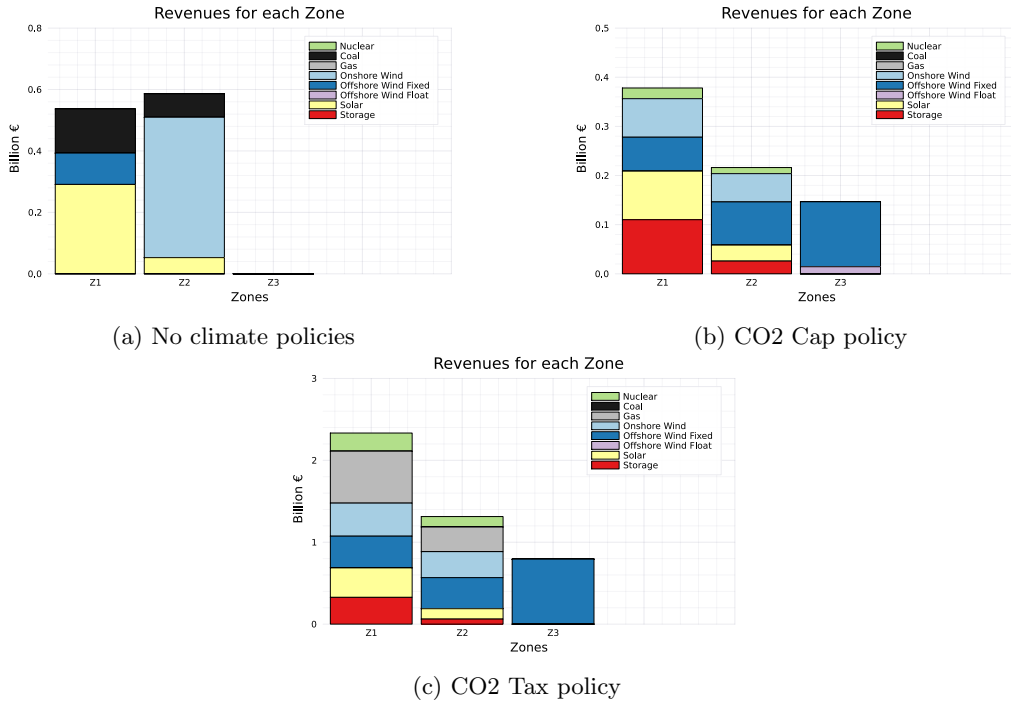 Revenues for each Zone
Billion €
0.8
0.6
0.4
0.2
0.0
Nuclear
Coal
Gas
Onshore Wind
Offshore Wind Fixed
Offshore Wind Float
Solar
Storage
Z1 Z2 Z3
Zones
(a) No climate policies
Revenues for each Zone
Billion €
0.5
0.4
0.3
0.2
0.1
0.0
Nuclear
Coal
Gas
Onshore Wind
Offshore Wind Fixed
Offshore Wind Float
Solar
Storage
Z1 Z2 Z3
Zones
(b) CO2 Cap policy
Revenues for each Zone
Billion €
3
2
1
0
Nuclear
Coal
Gas
Onshore Wind
Offshore Wind Fixed
Offshore Wind Float
Solar
Storage
Z1 Z2 Z3
Zones
(c) CO2 Tax policy